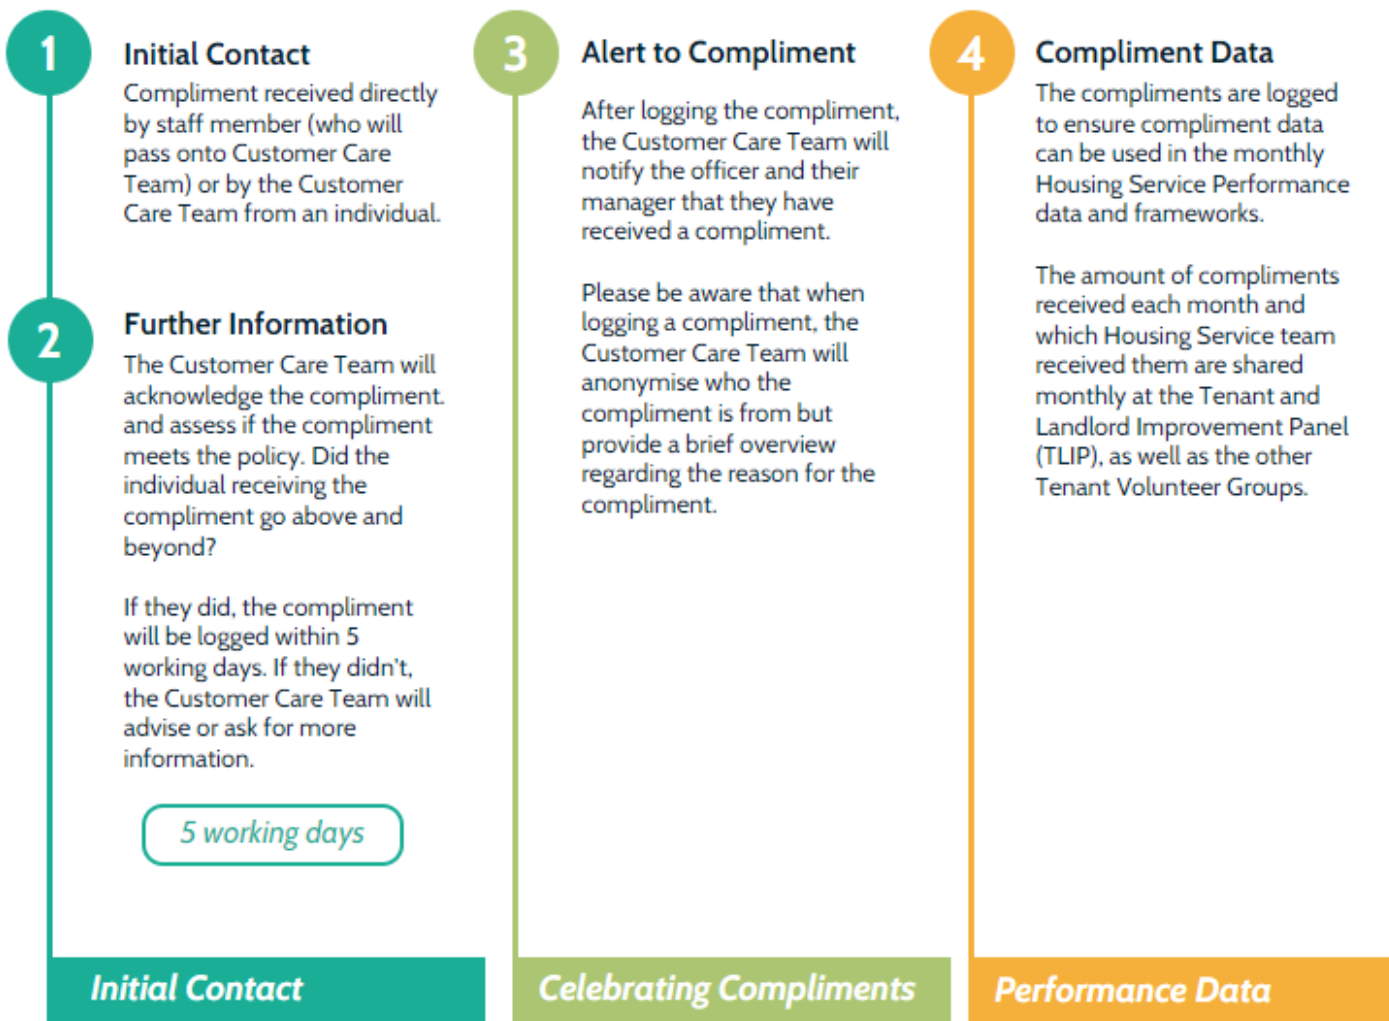 1
Initial Contact
Compliment received directly
by staff member (who will
pass onto Customer Care
Team) or by the Customer
Care Team from an individual.
2
Further Information
The Customer Care Team will
acknowledge the compliment.
and assess if the compliment
meets the policy. Did the
individual receiving the
compliment go above and
beyond?
If they did, the compliment
will be logged within 5
working days. If they didn't,
the Customer Care Team will
advise or ask for more
information.
5 working days
Initial Contact
3
Alert to Compliment
After logging the compliment,
the Customer Care Team will
notify the officer and their
manager that they have
received a compliment.
Please be aware that when
logging a compliment, the
Customer Care Team will
anonymise who the
compliment is from but
provide a brief overview
regarding the reason for the
compliment.
Celebrating Compliments
4
Compliment Data
The compliments are logged
to ensure compliment data
can be used in the monthly
Housing Service Performance
data and frameworks.
The amount of compliments
received each month and
which Housing Service team
received them are shared
monthly at the Tenant and
Landlord Improvement Panel
(TLIP), as well as the other
Tenant Volunteer Groups.
Performance Data